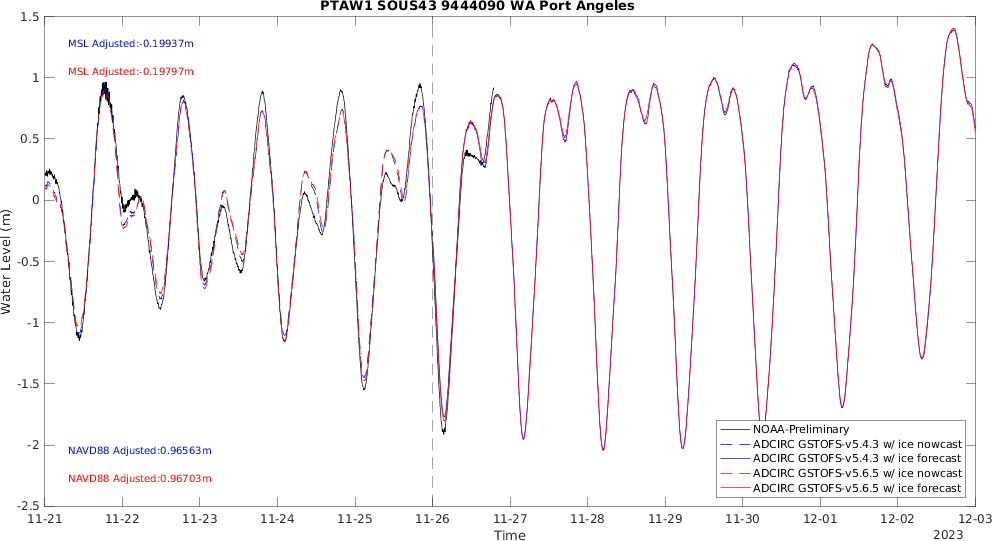 PTAW1 SOUS43 9444090 WA Port Angeles
1.5
1
0.5
0
-0.5
-1
-1.5
-2
-2.5
Water Level (m)
MSL Adjusted:-0.19937m
MSL Adjusted:-0.19797m
NAVD88 Adjusted:0.96563m
NAVD88 Adjusted:0.96703m
NOAA-Preliminary
ADCIRC GSTOFS-v5.4.3 w/ ice nowcast
ADCIRC GSTOFS-v5.4.3 w/ ice forecast
ADCIRC GSTOFS-v5.6.5 w/ ice nowcast
ADCIRC GSTOFS-v5.6.5 w/ ice forecast
11-21 11-22 11-23 11-24 11-25 11-26 11-27 11-28 11-29 11-30 12-01 12-02 12-03
Time
2023